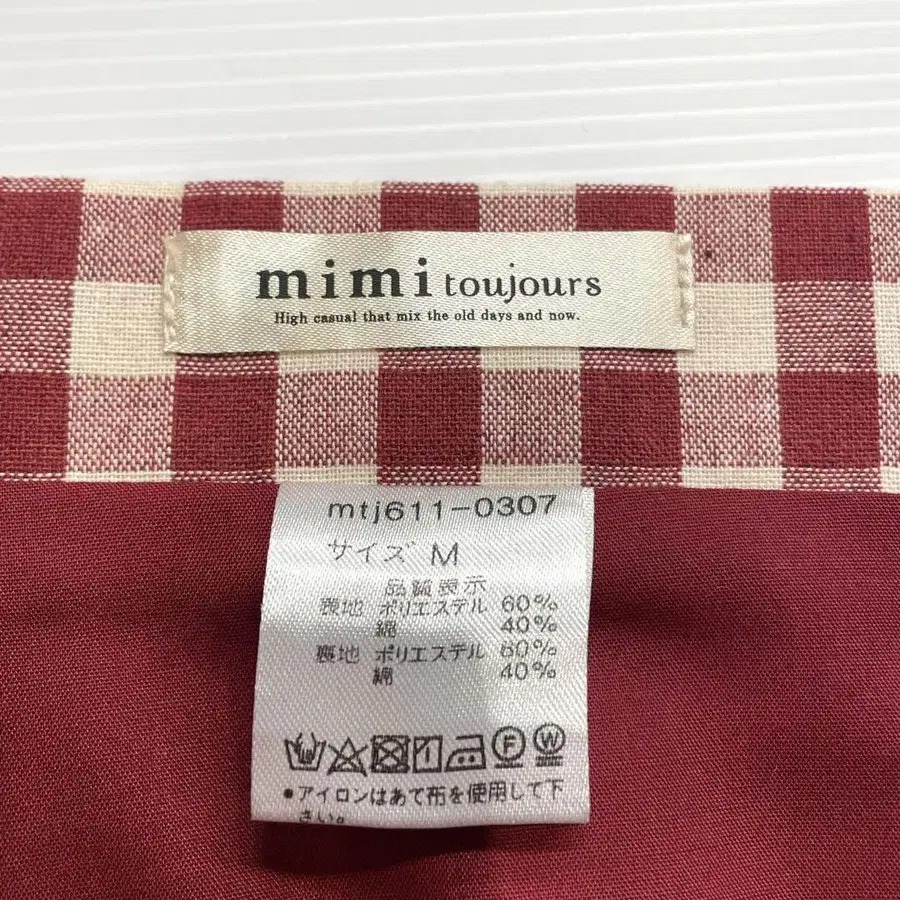 mimi toujours
High casual that mix the old days and now.
mtj611-0307
サイズ M
品質表示
表地 ポリエステル 60%
綿 40%
裏地 ポリエステル 60%
綿 40%
F W
●アイロンはあて布を使用して下
さい。